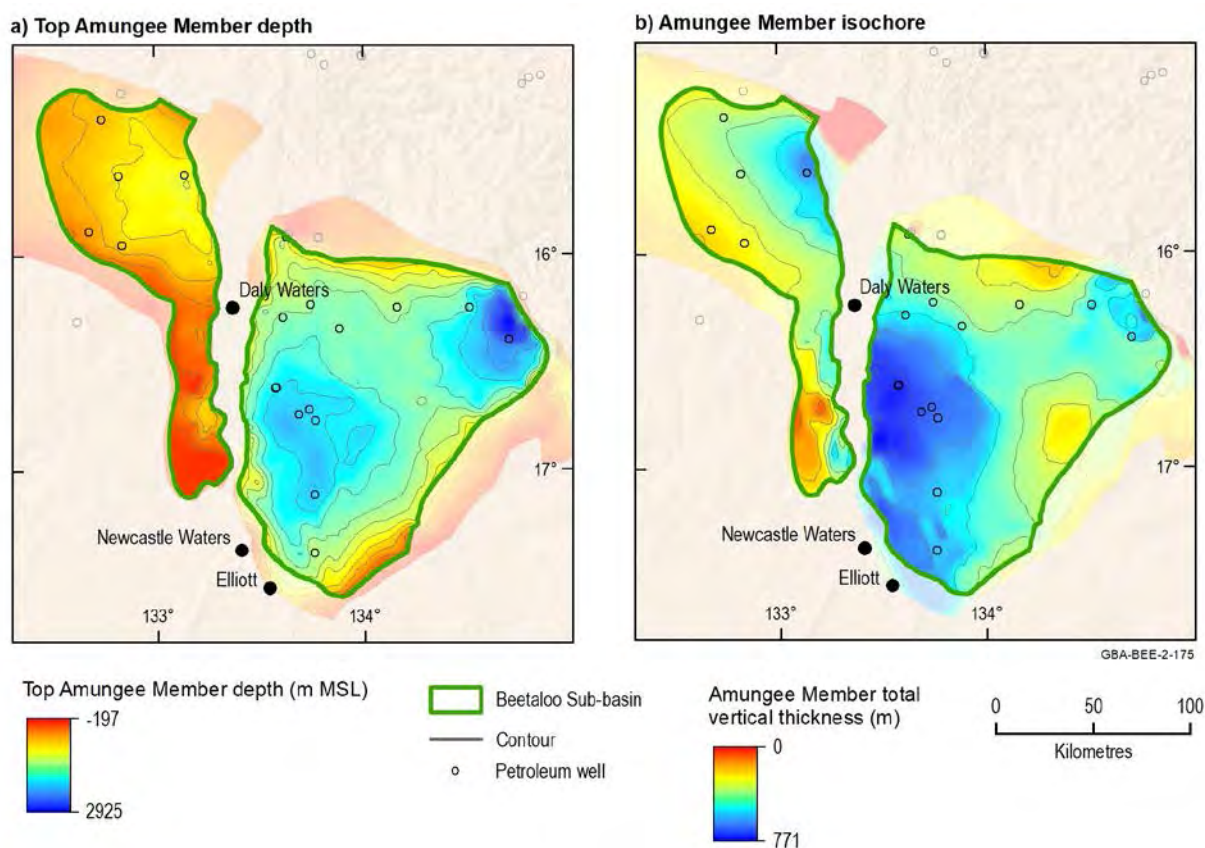 a) Top Amungee Member depth
b) Amungee Member isochore
Daly Waters
Newcastle Waters
Elliott
16°
17°
133°
134°
Daly Waters
Newcastle Waters
Elliott
16°
17°
133°
134°
GBA-BEE-2-175
Top Amungee Member depth (m MSL)
-197
2925
Beetaloo Sub-basin
Contour
Petroleum well
Amungee Member total
vertical thickness (m)
0
771
0 50 100
Kilometres